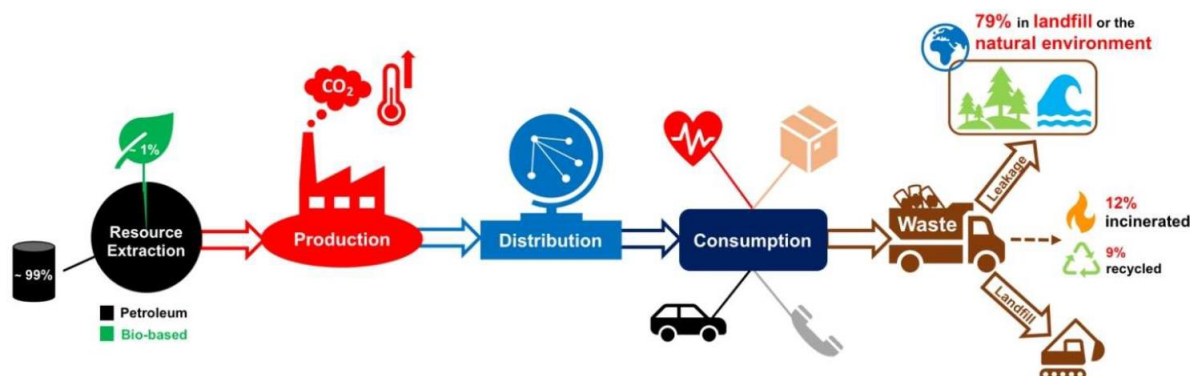 79% in landfill or the
natural environment
CO2
~ 1%
Resource
Extraction
~ 99%
Petroleum
Bio-based
Production
Distribution
Consumption
Waste
Leakage
12%
incinerated
9%
recycled
Landfill